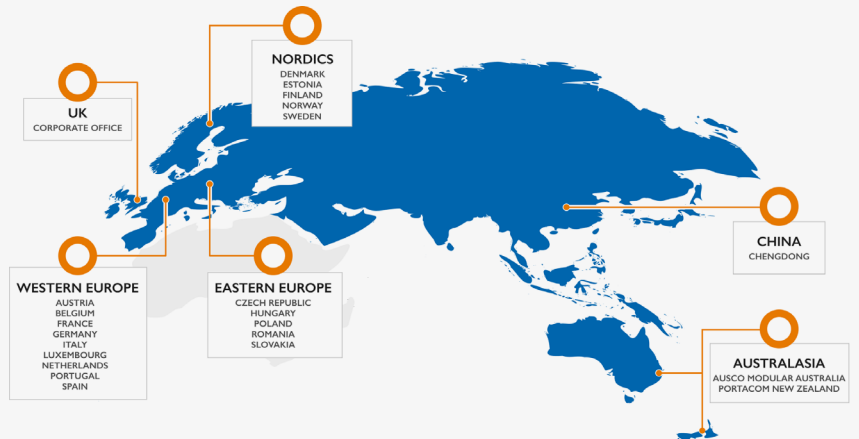 NORDICS
DENMARK
ESTONIA
FINLAND
NORWAY
SWEDEN
UK
CORPORATE OFFICE
CHINA
CHENGDONG
WESTERN EUROPE
AUSTRIA
BELGIUM
FRANCE
GERMANY
ITALY
LUXEMBOURG
NETHERLANDS
PORTUGAL
SPAIN
EASTERN EUROPE
CZECH REPUBLIC
HUNGARY
POLAND
ROMANIA
SLOVAKIA
AUSTRALASIA
AUSCO MODULAR AUSTRALIA
PORTACOM NEW ZEALAND